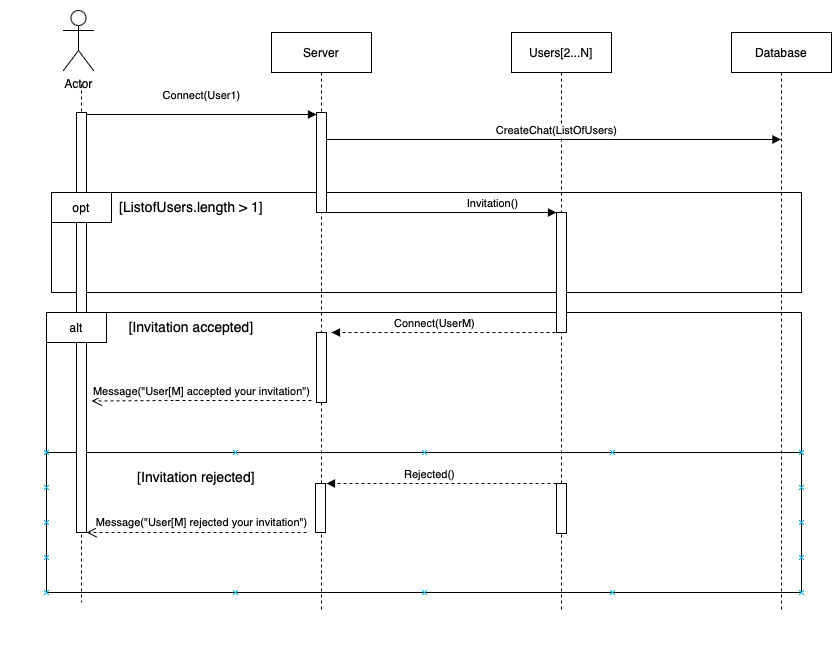 Actor
Server
Users[2...N]
Database
Connect(User1)
CreateChat(ListOfUsers)
opt
[ListofUsers.length > 1]
Invitation()
alt
[Invitation accepted]
Connect(UserM)
Message("User[M] accepted your invitation")
[Invitation rejected]
Rejected()
Message("User[M] rejected your invitation")